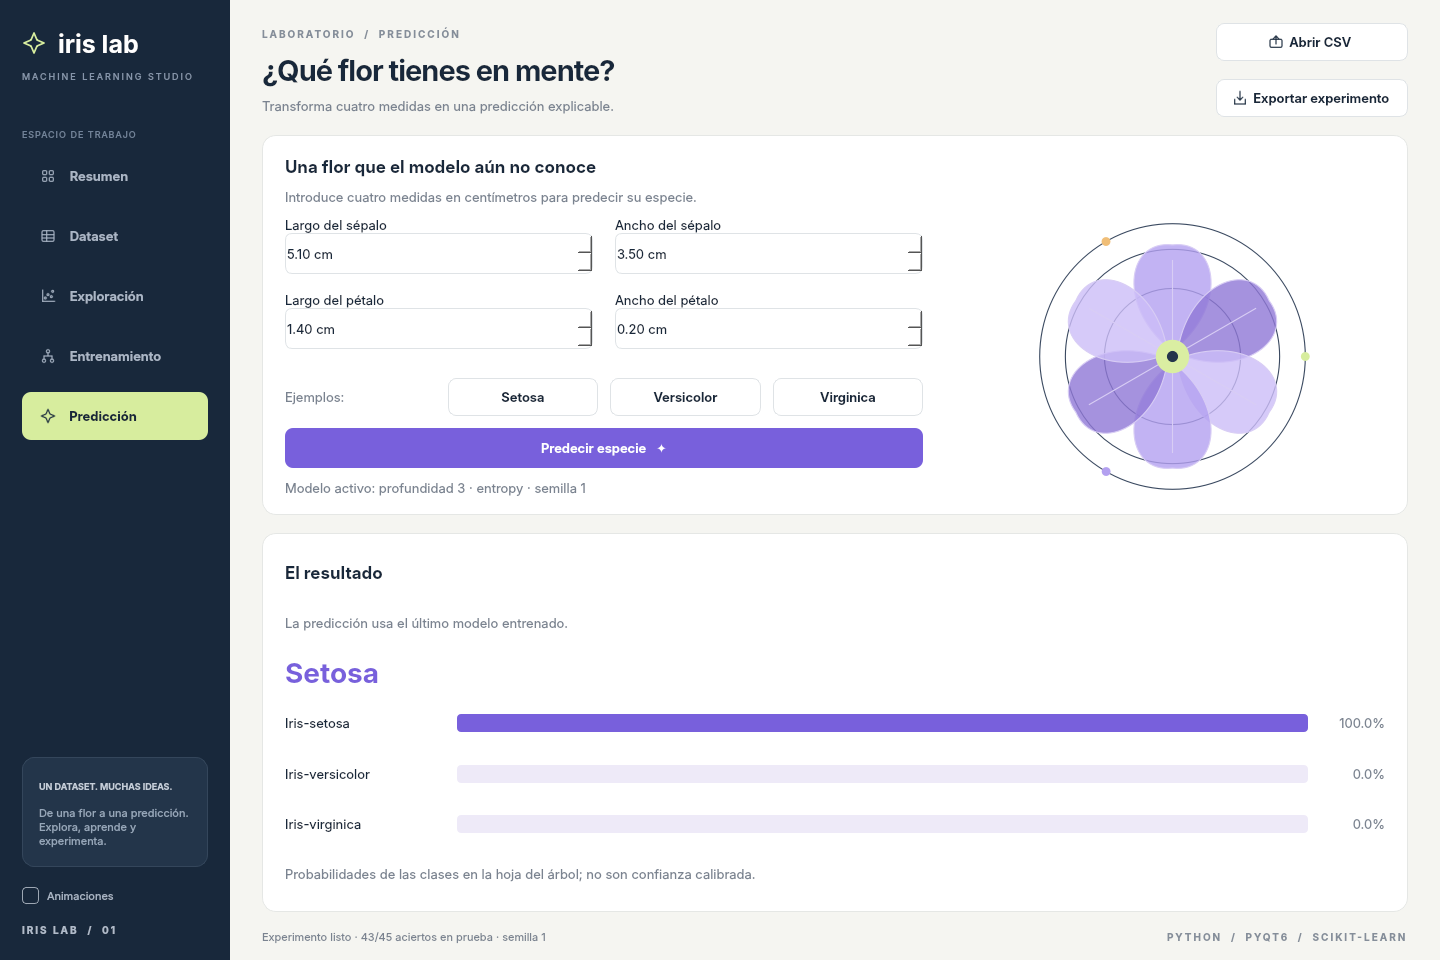 iris lab
MACHINE LEARNING STUDIO
ESPACIO DE TRABAJO
Resumen
Dataset
Exploración
Entrenamiento
Predicción
UN DATASET. MUCHAS IDEAS.
De una flor a una predicción.
Explora, aprende y
experimenta.
Animaciones
IRIS LAB / 01
LABORATORIO / PREDICCIÓN
¿Qué flor tienes en mente?
Transforma cuatro medidas en una predicción explicable.
Abrir CSV
Exportar experimento
Una flor que el modelo aún no conoce
Introduce cuatro medidas en centímetros para predecir su especie.
Largo del sépalo
Ancho del sépalo
5.10 cm
3.50 cm
Largo del pétalo
Ancho del pétalo
1.40 cm
0.20 cm
Ejemplos:
Setosa
Versicolor
Virginica
Predecir especie ✦
Modelo activo: profundidad 3 · entropy · semilla 1
El resultado
La predicción usa el último modelo entrenado.
Setosa
Iris-setosa 100.0%
Iris-versicolor 0.0%
Iris-virginica 0.0%
Probabilidades de las clases en la hoja del árbol; no son confianza calibrada.
Experimento listo · 43/45 aciertos en prueba · semilla 1
PYTHON / PYQT6 / SCIKIT-LEARN